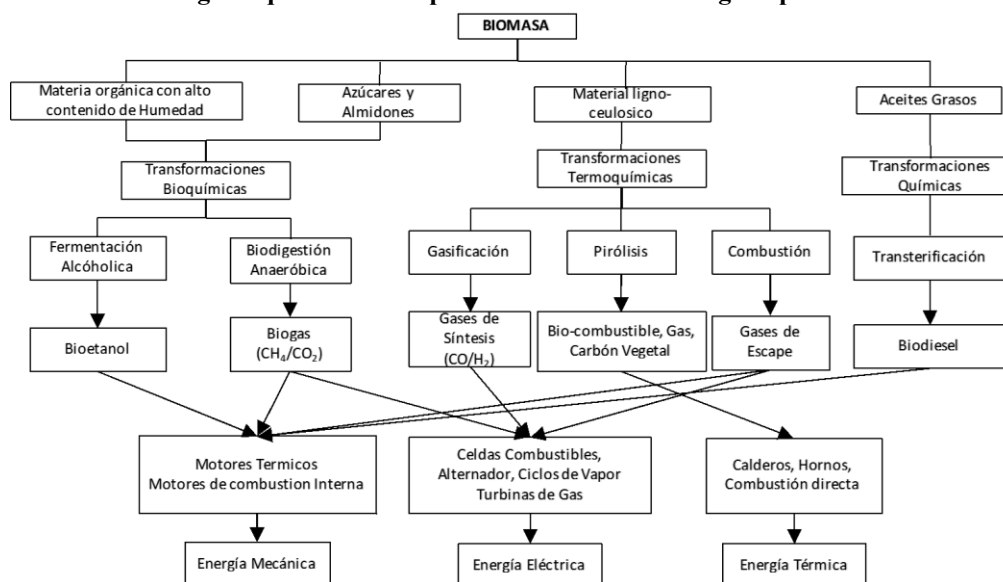 BIOMASA
Materia orgánica con alto
contenido de Humedad
Azúcares y
Almidones
Material ligno-
ceulosico
Aceites Grasos
Transformaciones
Bioquímicas
Transformaciones
Termoquímicas
Transformaciones
Químicas
Fermentación
Alcóholica
Biodigestión
Anaeróbica
Gasificación
Pirólisis
Combustión
Transterificación
Bioetanol
Biogas
(CH₄/CO₂)
Gases de
Síntesis
(CO/H₂)
Bio-combustible, Gas,
Carbón Vegetal
Gases de
Escape
Biodiesel
Motores Termicos
Motores de combustion Interna
Celdas Combustibles,
Alternador, Ciclos de Vapor
Turbinas de Gas
Calderos, Hornos,
Combustión directa
Energía Mecánica
Energía Eléctrica
Energía Térmica